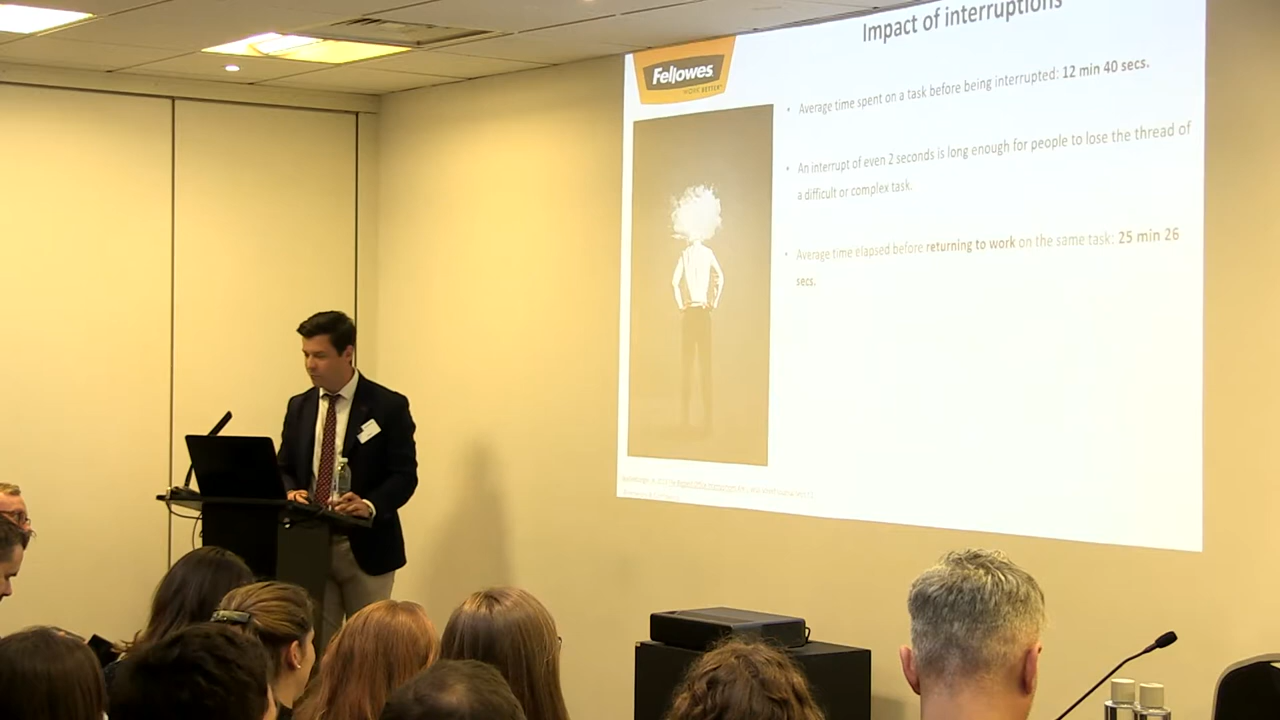 Impact of interruptions
Fellowes
WORK BETTER
• Average time spent on a task before being interrupted: 12 min 40 secs.
• An interrupt of even 2 seconds is long enough for people to lose the thread of
a difficult or complex task.
• Average time elapsed before returning to work on the same task: 25 min 26
secs.